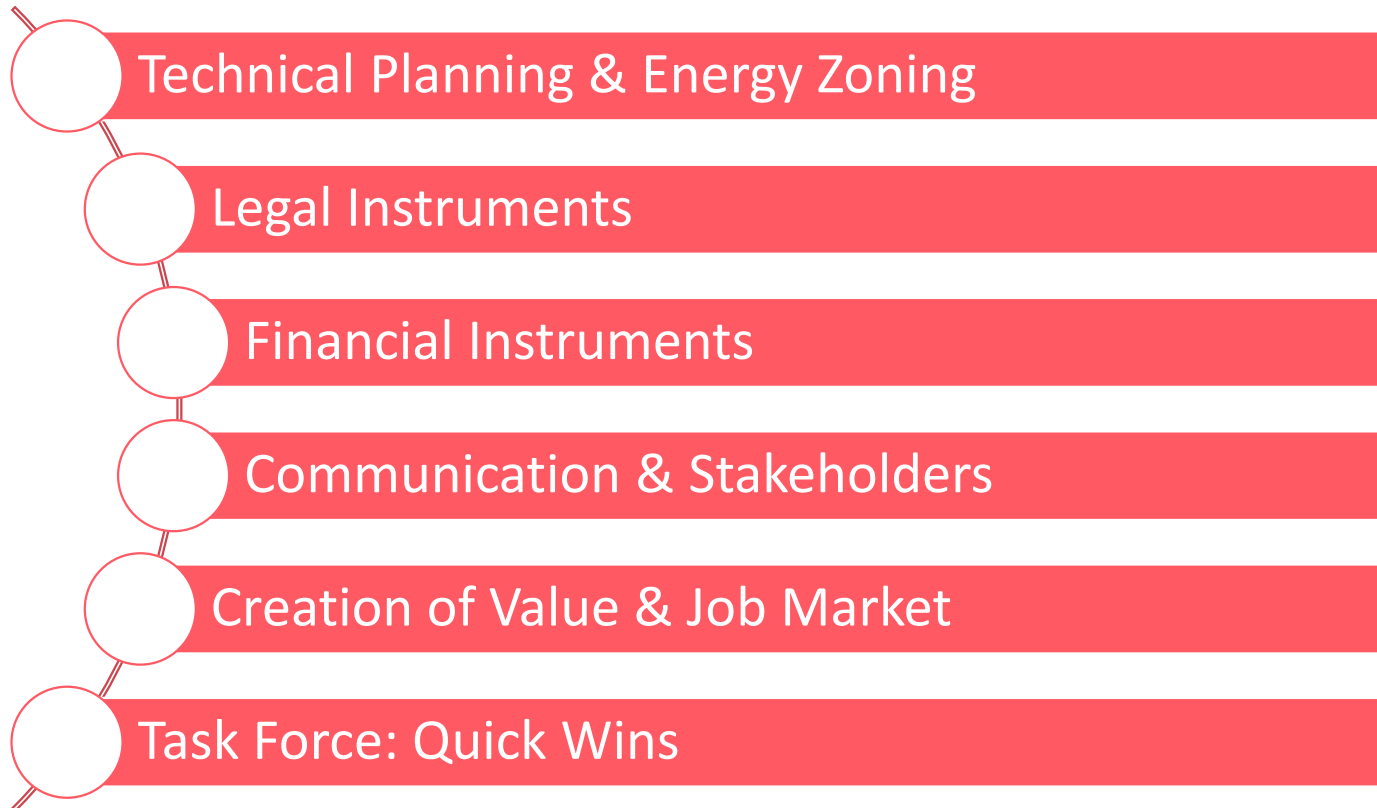 Technical Planning & Energy Zoning
Legal Instruments
Financial Instruments
Communication & Stakeholders
Creation of Value & Job Market
Task Force: Quick Wins